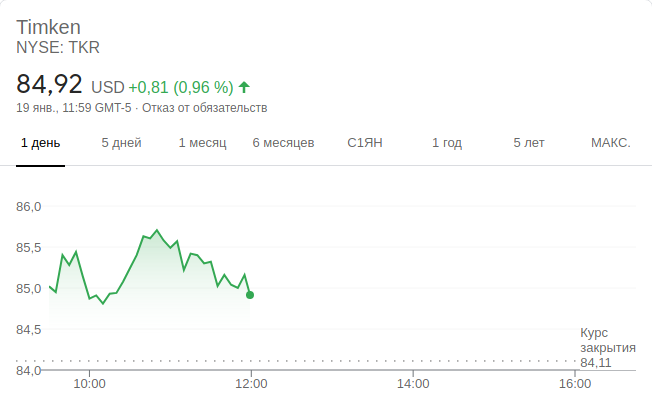 Timken
NYSE: TKR
84,92 USD +0,81 (0,96 %)
19 янв., 11:59 GMT-5 · Отказ от обязательств
1 день 5 дней 1 месяц 6 месяцев С1ЯН 1 год 5 лет МАКС.
86,0
85,5
85,0
84,5
84,0
Курс
закрытия
84,11
10:00 12:00 14:00 16:00